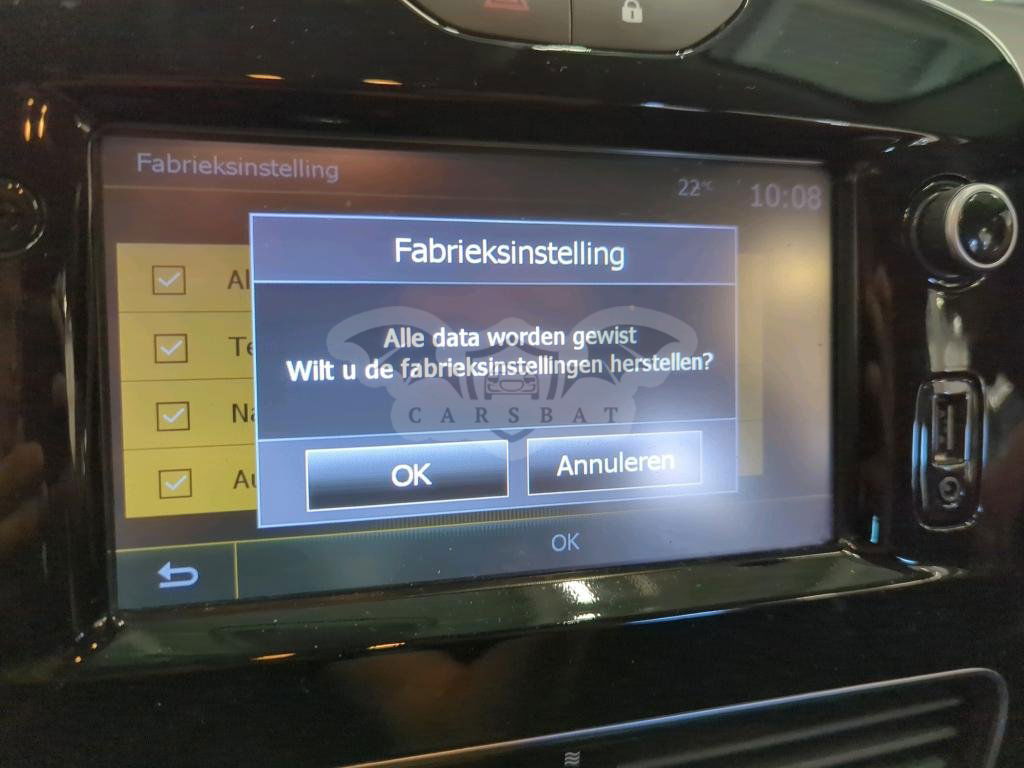 Fabrieksinstelling
22°C
10:08
Fabrieksinstelling
Alle data worden gewist
Wilt u de fabrieksinstellingen herstellen?
CARSBAT
OK
Annuleren
OK